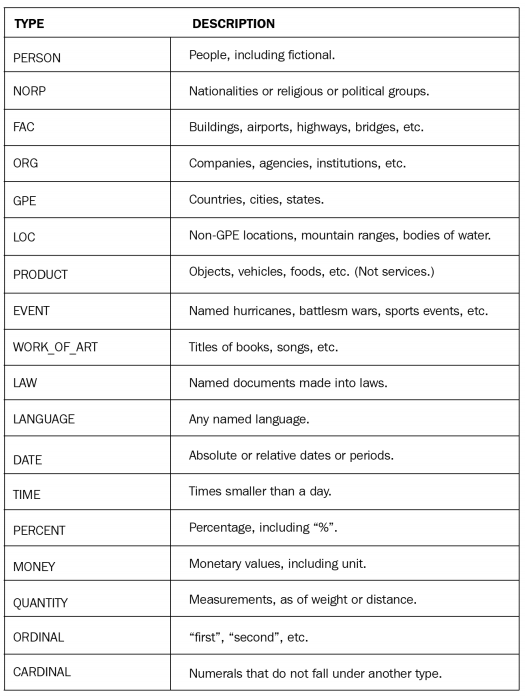 TYPE DESCRIPTION
PERSON People, including fictional.
NORP Nationalities or religious or political groups.
FAC Buildings, airports, highways, bridges, etc.
ORG Companies, agencies, institutions, etc.
GPE Countries, cities, states.
LOC Non-GPE locations, mountain ranges, bodies of water.
PRODUCT Objects, vehicles, foods, etc. (Not services.)
EVENT Named hurricanes, battlesm wars, sports events, etc.
WORK_OF_ART Titles of books, songs, etc.
LAW Named documents made into laws.
LANGUAGE Any named language.
DATE Absolute or relative dates or periods.
TIME Times smaller than a day.
PERCENT Percentage, including “%”.
MONEY Monetary values, including unit.
QUANTITY Measurements, as of weight or distance.
ORDINAL “first”, “second”, etc.
CARDINAL Numerals that do not fall under another type.